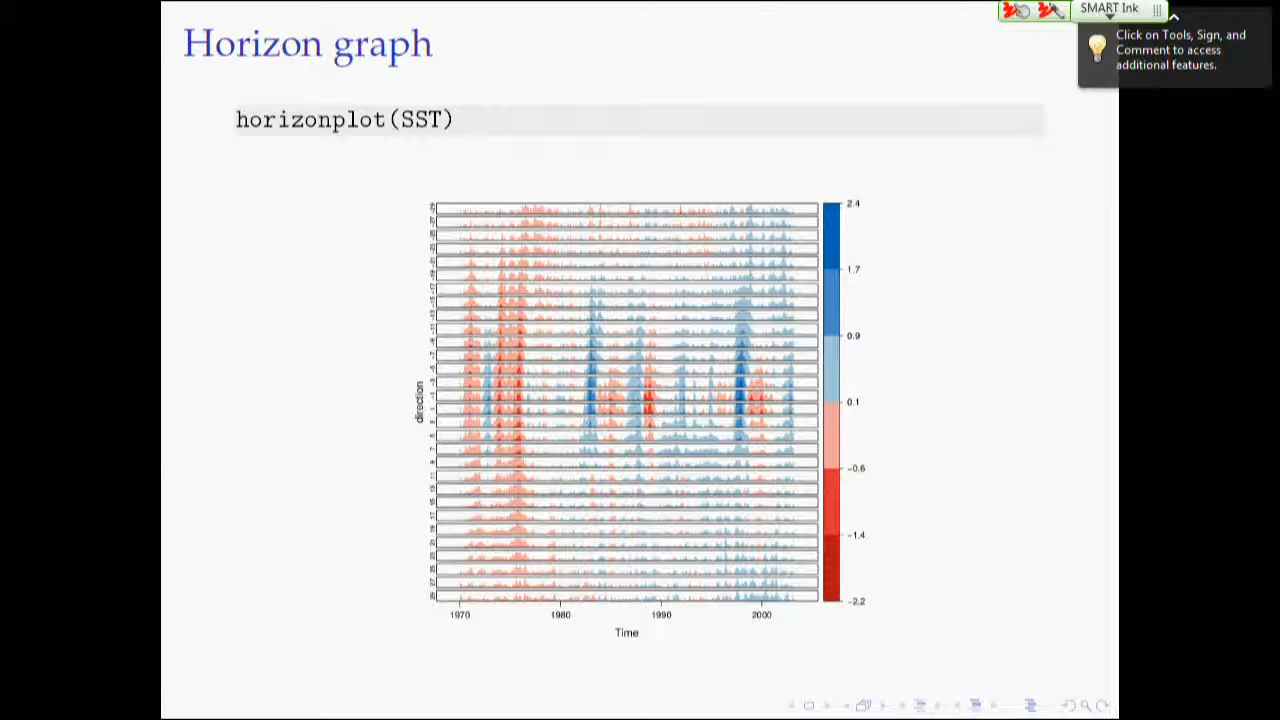 SMART Ink
Click on Tools, Sign, and
Comment to access
additional features.
Horizon graph
horizonplot(SST)
2.4
1.7
0.9
0.1
−0.6
−1.4
−2.2
direction
1970 1980 1990 2000
Time